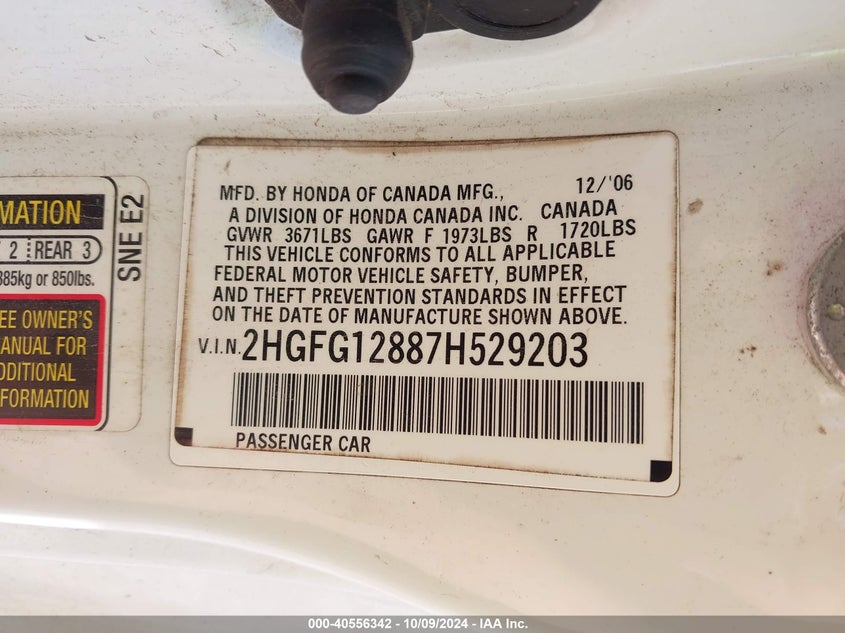 MFD. BY HONDA OF CANADA MFG., 12/'06
A DIVISION OF HONDA CANADA INC. CANADA
GVWR 3671LBS GAWR F 1973LBS R 1720LBS
THIS VEHICLE CONFORMS TO ALL APPLICABLE
FEDERAL MOTOR VEHICLE SAFETY, BUMPER,
AND THEFT PREVENTION STANDARDS IN EFFECT
ON THE DATE OF MANUFACTURE SHOWN ABOVE.
V.I.N. 2HGFG12887H529203
PASSENGER CAR
MATION
2 REAR 3
385kg or 850lbs.
EE OWNER'S
ANUAL FOR
DDITIONAL
FORMATION
SNE E2
000-40556342 - 10/09/2024 - IAA Inc.